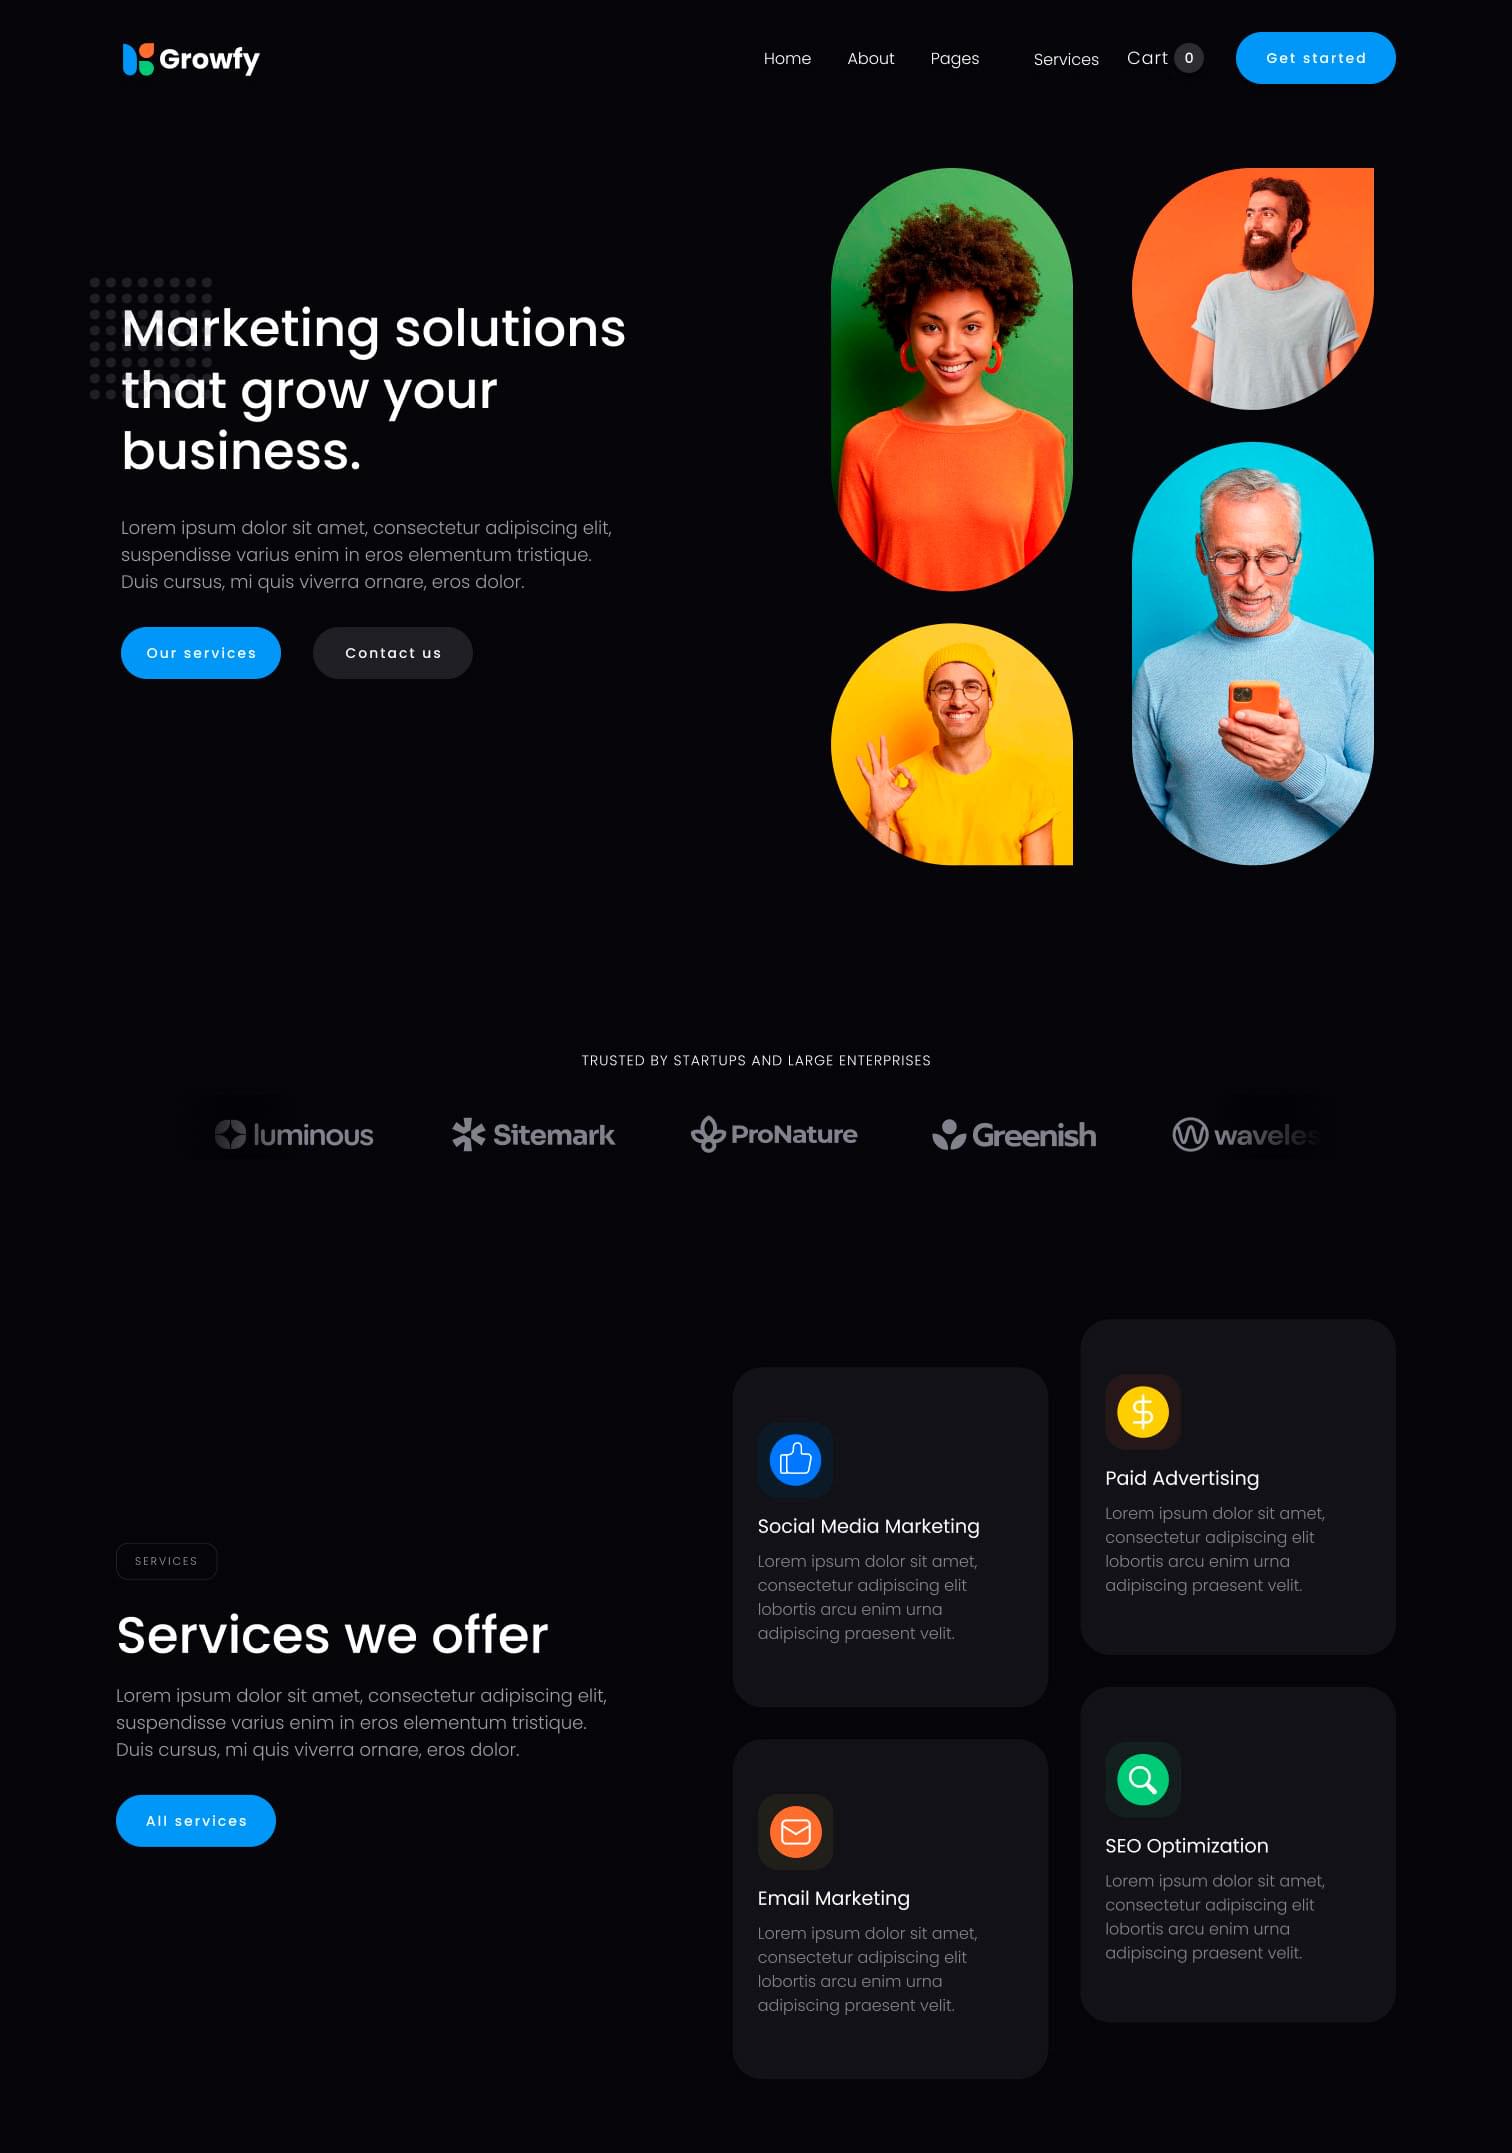 Growfy
Home
About
Pages
Services
Cart 0
Get started
Marketing solutions
that grow your
business.
Lorem ipsum dolor sit amet, consectetur adipiscing elit,
suspendisse varius enim in eros elementum tristique.
Duis cursus, mi quis viverra ornare, eros dolor.
Our services
Contact us
TRUSTED BY STARTUPS AND LARGE ENTERPRISES
luminous
Sitemark
ProNature
Greenish
waveles
SERVICES
Services we offer
Lorem ipsum dolor sit amet, consectetur adipiscing elit,
suspendisse varius enim in eros elementum tristique.
Duis cursus, mi quis viverra ornare, eros dolor.
All services
Social Media Marketing
Lorem ipsum dolor sit amet,
consectetur adipiscing elit
lobortis arcu enim urna
adipiscing praesent velit.
Paid Advertising
Lorem ipsum dolor sit amet,
consectetur adipiscing elit
lobortis arcu enim urna
adipiscing praesent velit.
Email Marketing
Lorem ipsum dolor sit amet,
consectetur adipiscing elit
lobortis arcu enim urna
adipiscing praesent velit.
SEO Optimization
Lorem ipsum dolor sit amet,
consectetur adipiscing elit
lobortis arcu enim urna
adipiscing praesent velit.